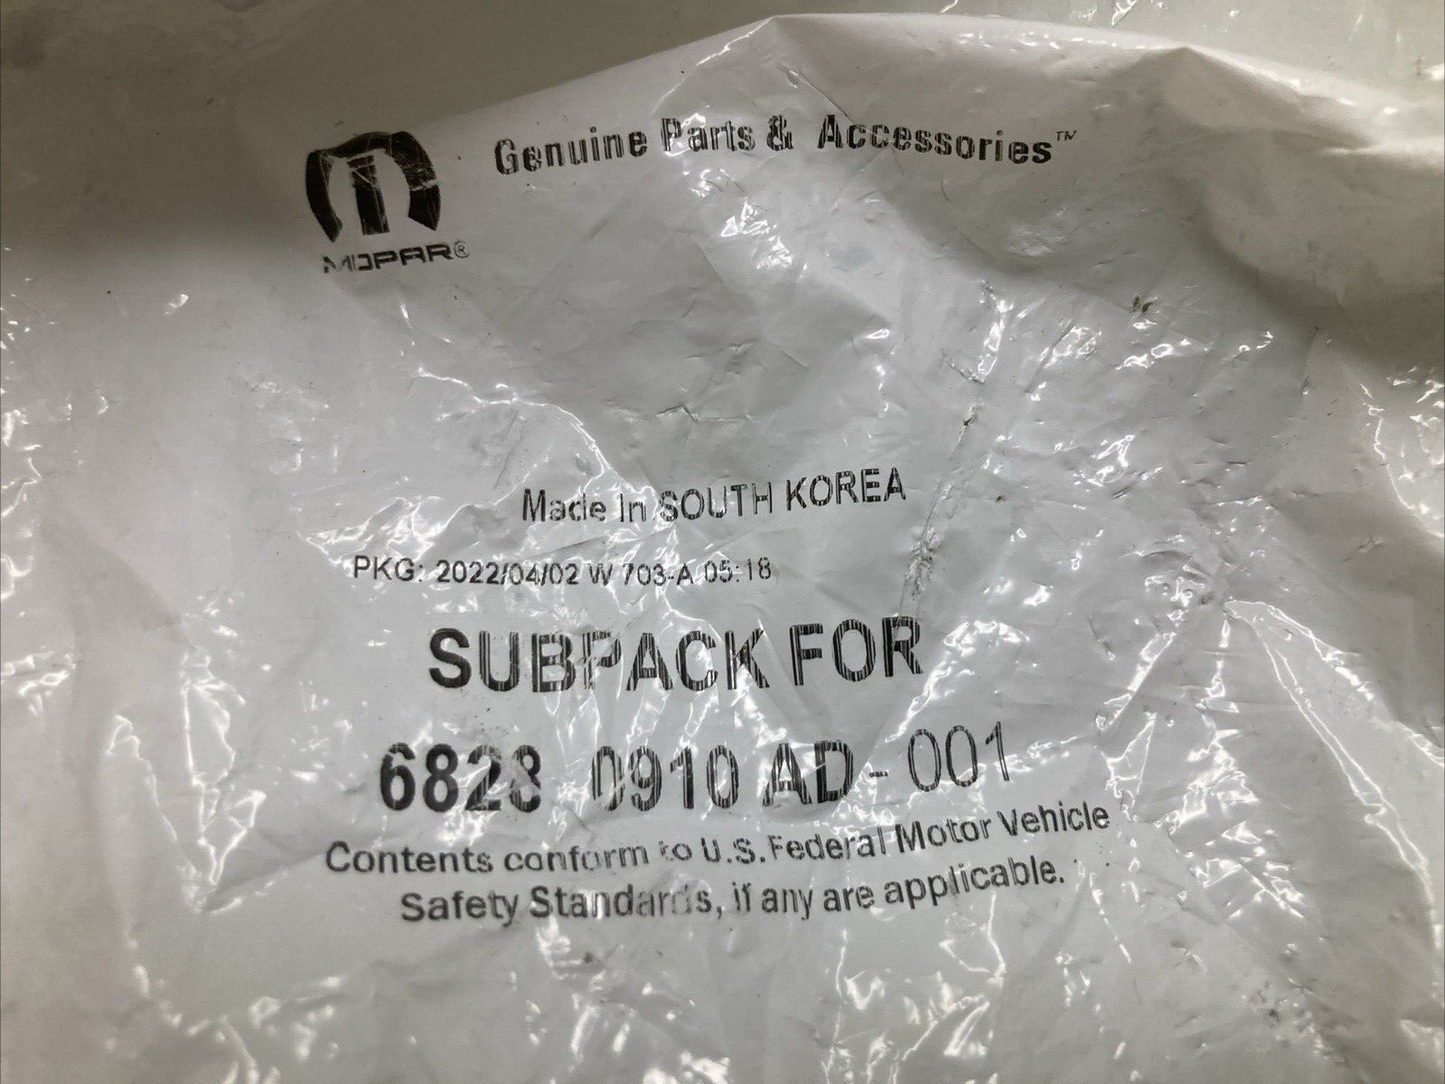 Genuine Parts & Accessories™
MOPAR®
Made In SOUTH KOREA
PKG: 2022/04/02 W 703-A 05:18
SUBPACK FOR
6828 0910 AD - 001
Contents conform to U.S. Federal Motor Vehicle
Safety Standards, if any are applicable.